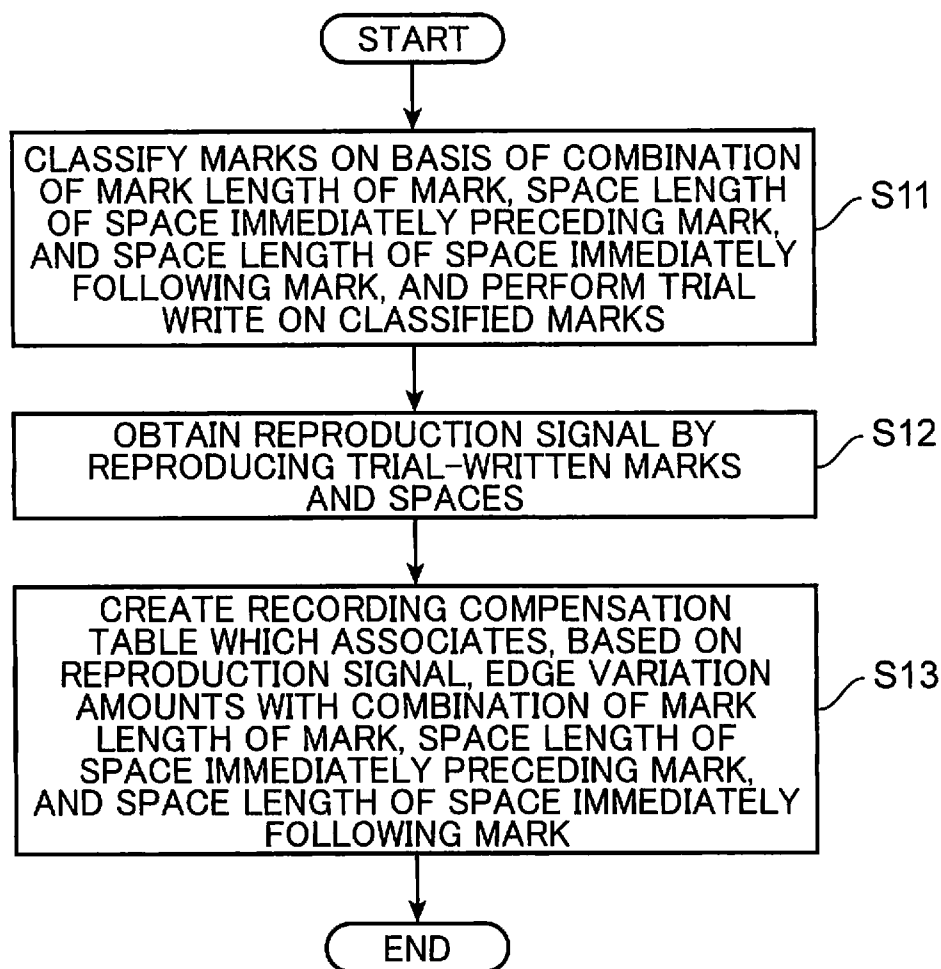 START
CLASSIFY MARKS ON BASIS OF COMBINATION
OF MARK LENGTH OF MARK, SPACE LENGTH
OF SPACE IMMEDIATELY PRECEDING MARK,
AND SPACE LENGTH OF SPACE IMMEDIATELY
FOLLOWING MARK, AND PERFORM TRIAL
WRITE ON CLASSIFIED MARKS
S11
OBTAIN REPRODUCTION SIGNAL BY
REPRODUCING TRIAL-WRITTEN MARKS
AND SPACES
S12
CREATE RECORDING COMPENSATION
TABLE WHICH ASSOCIATES, BASED ON
REPRODUCTION SIGNAL, EDGE VARIATION
AMOUNTS WITH COMBINATION OF MARK
LENGTH OF MARK, SPACE LENGTH OF
SPACE IMMEDIATELY PRECEDING MARK,
AND SPACE LENGTH OF SPACE IMMEDIATELY
FOLLOWING MARK
S13
END